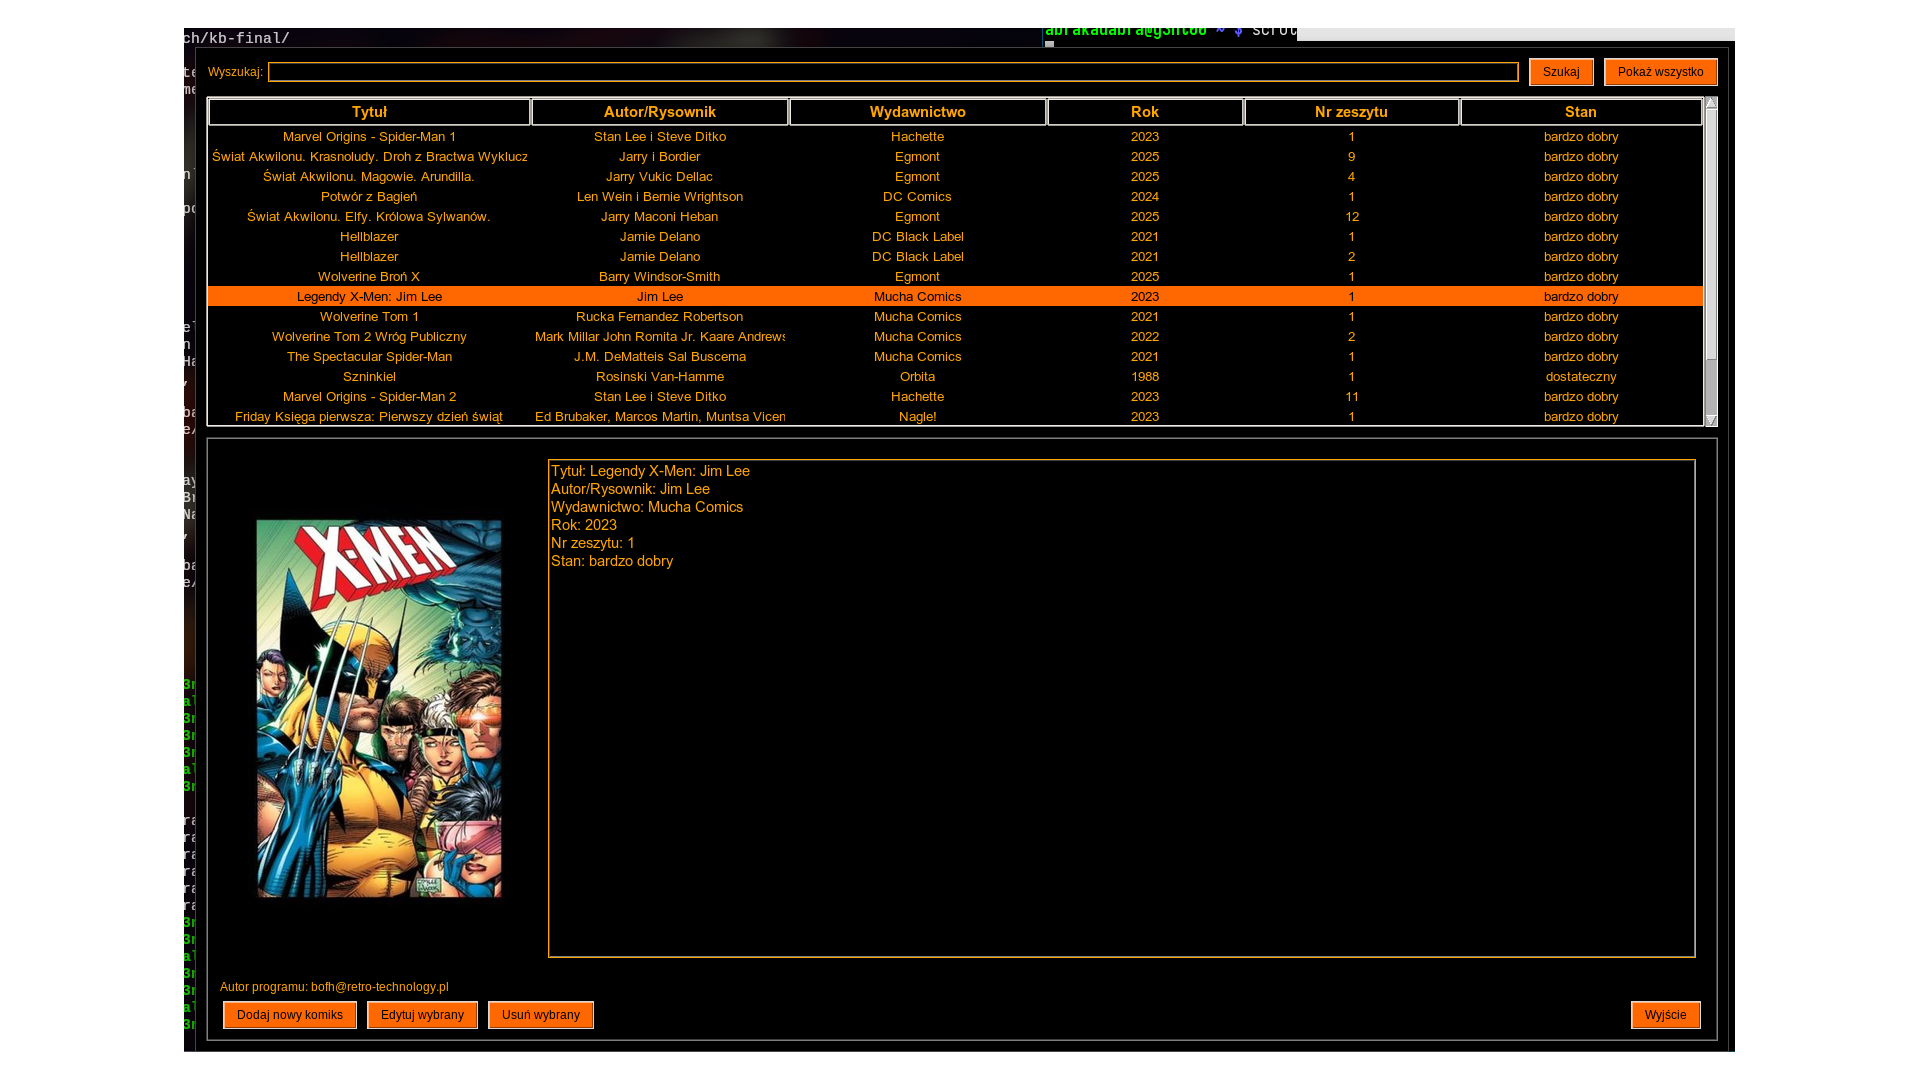 ch/kb-final/
abrakadabra@g3nt00 ~ $ scrot
Wyszukaj:
Szukaj
Pokaż wszystko
Tytuł Autor/Rysownik Wydawnictwo Rok Nr zeszytu Stan
Marvel Origins - Spider-Man 1 Stan Lee i Steve Ditko Hachette 2023 1 bardzo dobry
Świat Akwilonu. Krasnoludy. Droh z Bractwa Wyklucz Jarry i Bordier Egmont 2025 9 bardzo dobry
Świat Akwilonu. Magowie. Arundilla. Jarry Vukic Dellac Egmont 2025 4 bardzo dobry
Potwór z Bagień Len Wein i Bernie Wrightson DC Comics 2024 1 bardzo dobry
Świat Akwilonu. Elfy. Królowa Sylwanów. Jarry Maconi Heban Egmont 2025 12 bardzo dobry
Hellblazer Jamie Delano DC Black Label 2021 1 bardzo dobry
Hellblazer Jamie Delano DC Black Label 2021 2 bardzo dobry
Wolverine Broń X Barry Windsor-Smith Egmont 2025 1 bardzo dobry
Legendy X-Men: Jim Lee Jim Lee Mucha Comics 2023 1 bardzo dobry
Wolverine Tom 1 Rucka Fernandez Robertson Mucha Comics 2021 1 bardzo dobry
Wolverine Tom 2 Wróg Publiczny Mark Millar John Romita Jr. Kaare Andrews Mucha Comics 2022 2 bardzo dobry
The Spectacular Spider-Man J.M. DeMatteis Sal Buscema Mucha Comics 2021 1 bardzo dobry
Szninkiel Rosinski Van-Hamme Orbita 1988 1 dostateczny
Marvel Origins - Spider-Man 2 Stan Lee i Steve Ditko Hachette 2023 11 bardzo dobry
Friday Księga pierwsza: Pierwszy dzień świąt Ed Brubaker, Marcos Martin, Muntsa Vicen Nagle! 2023 1 bardzo dobry
X-MEN
Tytuł: Legendy X-Men: Jim Lee
Autor/Rysownik: Jim Lee
Wydawnictwo: Mucha Comics
Rok: 2023
Nr zeszytu: 1
Stan: bardzo dobry
Autor programu: bofh@retro-technology.pl
Dodaj nowy komiks
Edytuj wybrany
Usuń wybrany
Wyjście